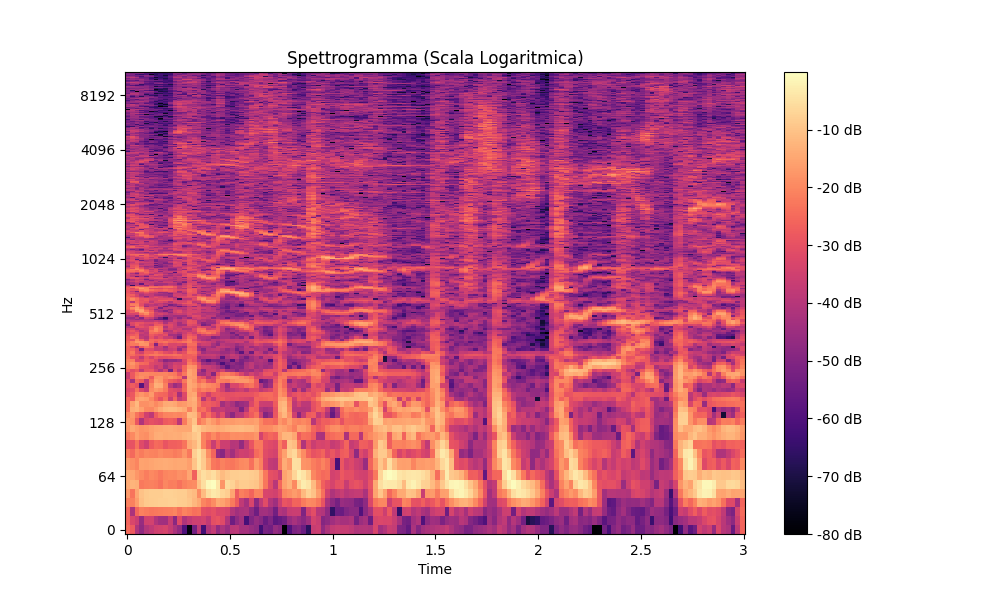 Spettrogramma (Scala Logaritmica)
8192
4096
2048
1024
512
256
128
64
0
Hz
0
0.5
1
1.5
2
2.5
3
Time
-10 dB
-20 dB
-30 dB
-40 dB
-50 dB
-60 dB
-70 dB
-80 dB